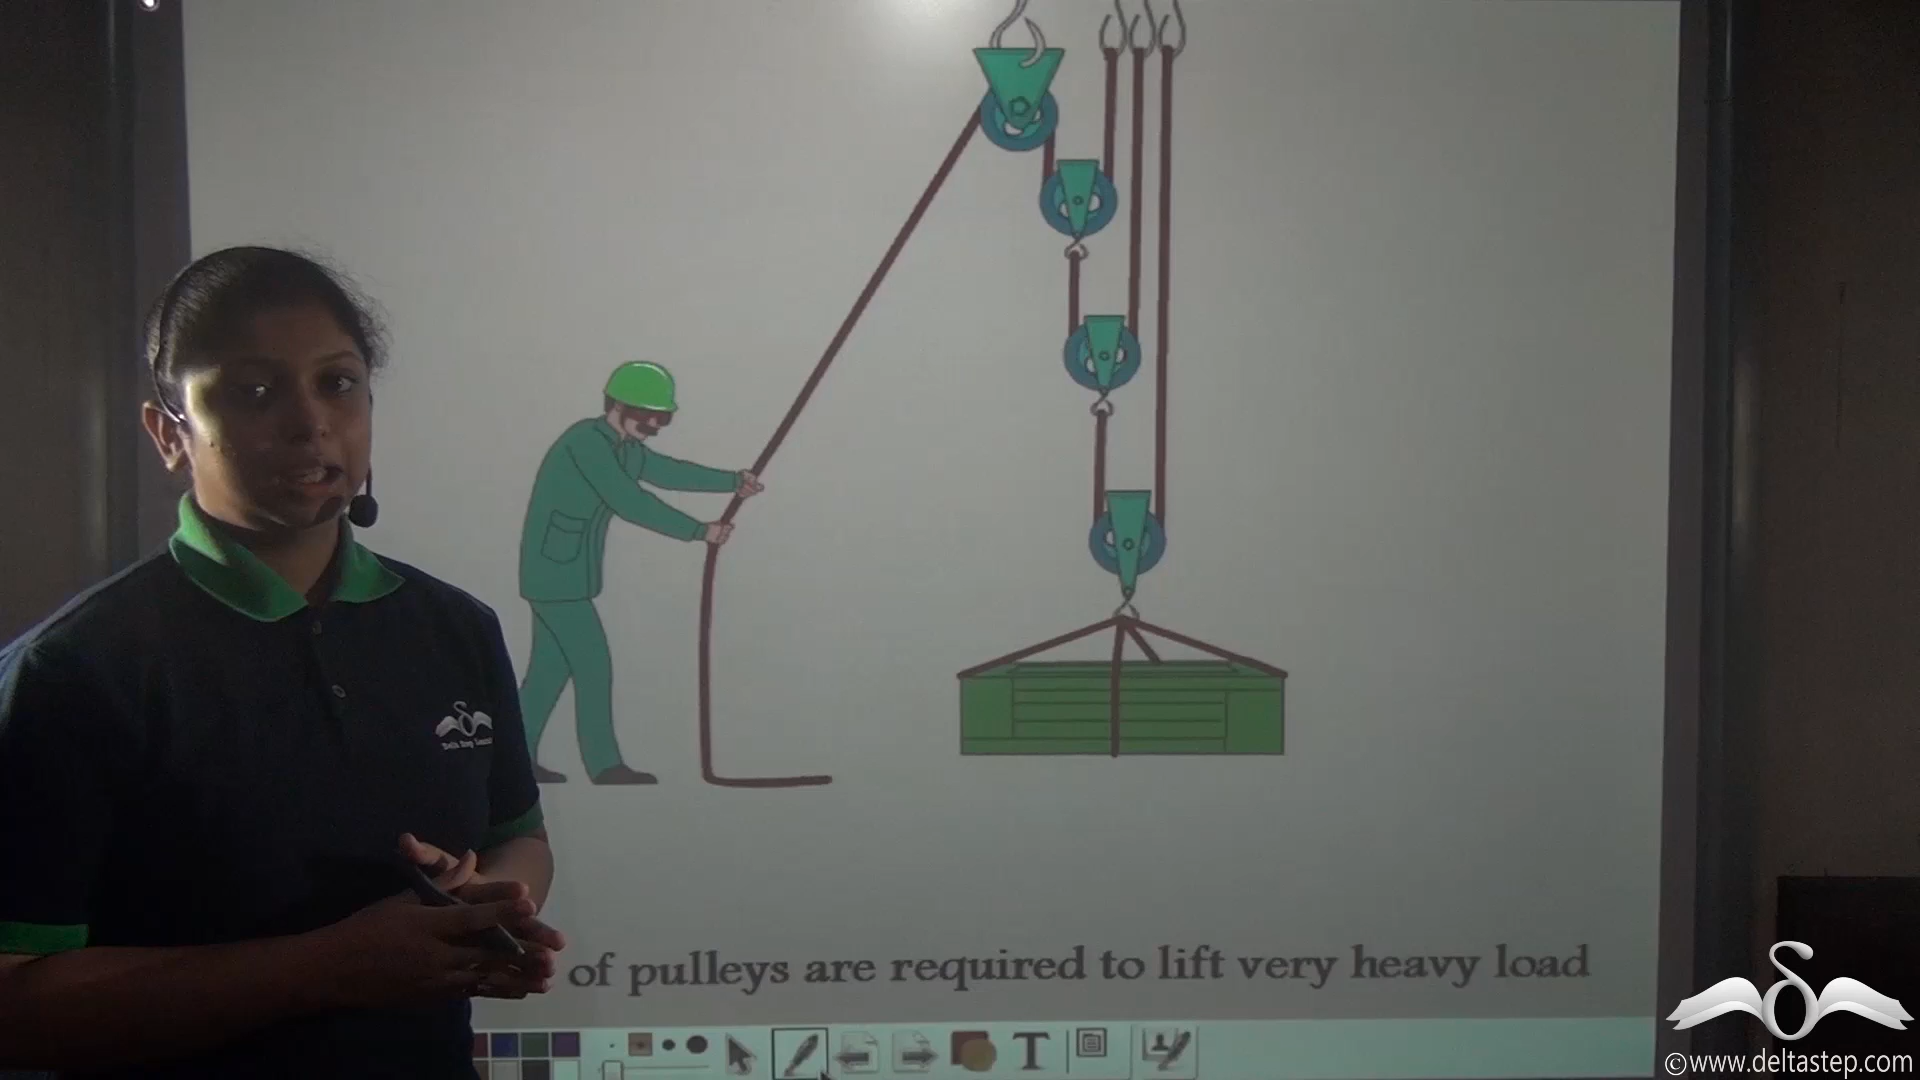 of pulleys are required to lift very heavy load
T
©www.deltastep.com